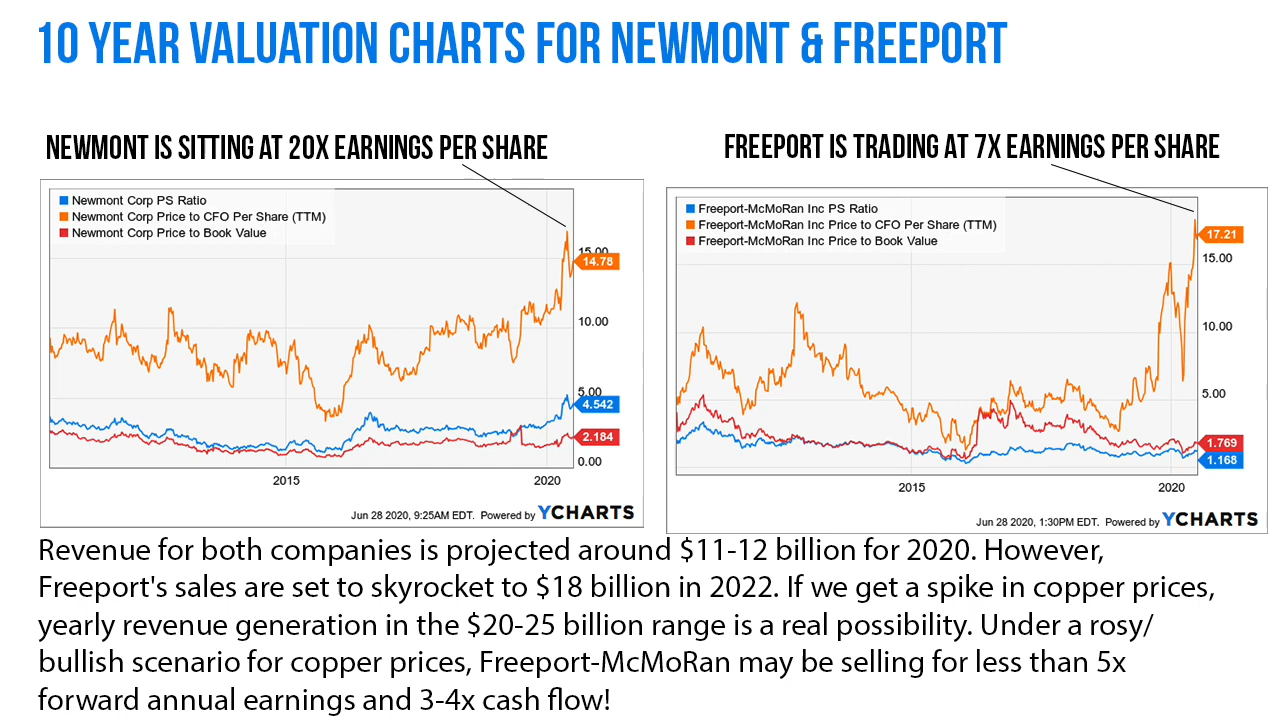 10 YEAR VALUATION CHARTS FOR NEWMONT & FREEPORT
NEWMONT IS SITTING AT 20X EARNINGS PER SHARE
Newmont Corp PS Ratio
Newmont Corp Price to CFO Per Share (TTM)
Newmont Corp Price to Book Value
15.00
14.78
10.00
5.00
4.542
2.184
0.00
2015
2020
Jun 28 2020, 9:25AM EDT. Powered by YCHARTS
FREEPORT IS TRADING AT 7X EARNINGS PER SHARE
Freeport-McMoRan Inc PS Ratio
Freeport-McMoRan Inc Price to CFO Per Share (TTM)
Freeport-McMoRan Inc Price to Book Value
17.21
15.00
10.00
5.00
1.769
1.168
2015
2020
Jun 28 2020, 1:30PM EDT. Powered by YCHARTS
Revenue for both companies is projected around $11-12 billion for 2020. However,
Freeport's sales are set to skyrocket to $18 billion in 2022. If we get a spike in copper prices,
yearly revenue generation in the $20-25 billion range is a real possibility. Under a rosy/
bullish scenario for copper prices, Freeport-McMoRan may be selling for less than 5x
forward annual earnings and 3-4x cash flow!